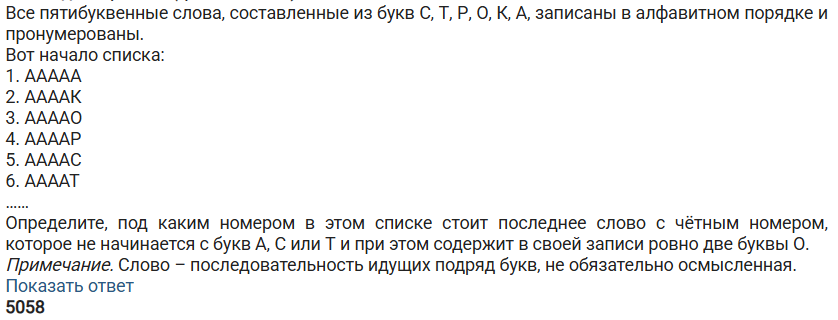 Все пятибуквенные слова, составленные из букв С, Т, Р, О, К, А, записаны в алфавитном порядке и
пронумерованы.
Вот начало списка:
1. ААААА
2. ААААК
3. ААААО
4. ААААР
5. ААААС
6. ААААТ
……
Определите, под каким номером в этом списке стоит последнее слово с чётным номером,
которое не начинается с букв А, С или Т и при этом содержит в своей записи ровно две буквы О.
Примечание. Слово – последовательность идущих подряд букв, не обязательно осмысленная.
Показать ответ
5058